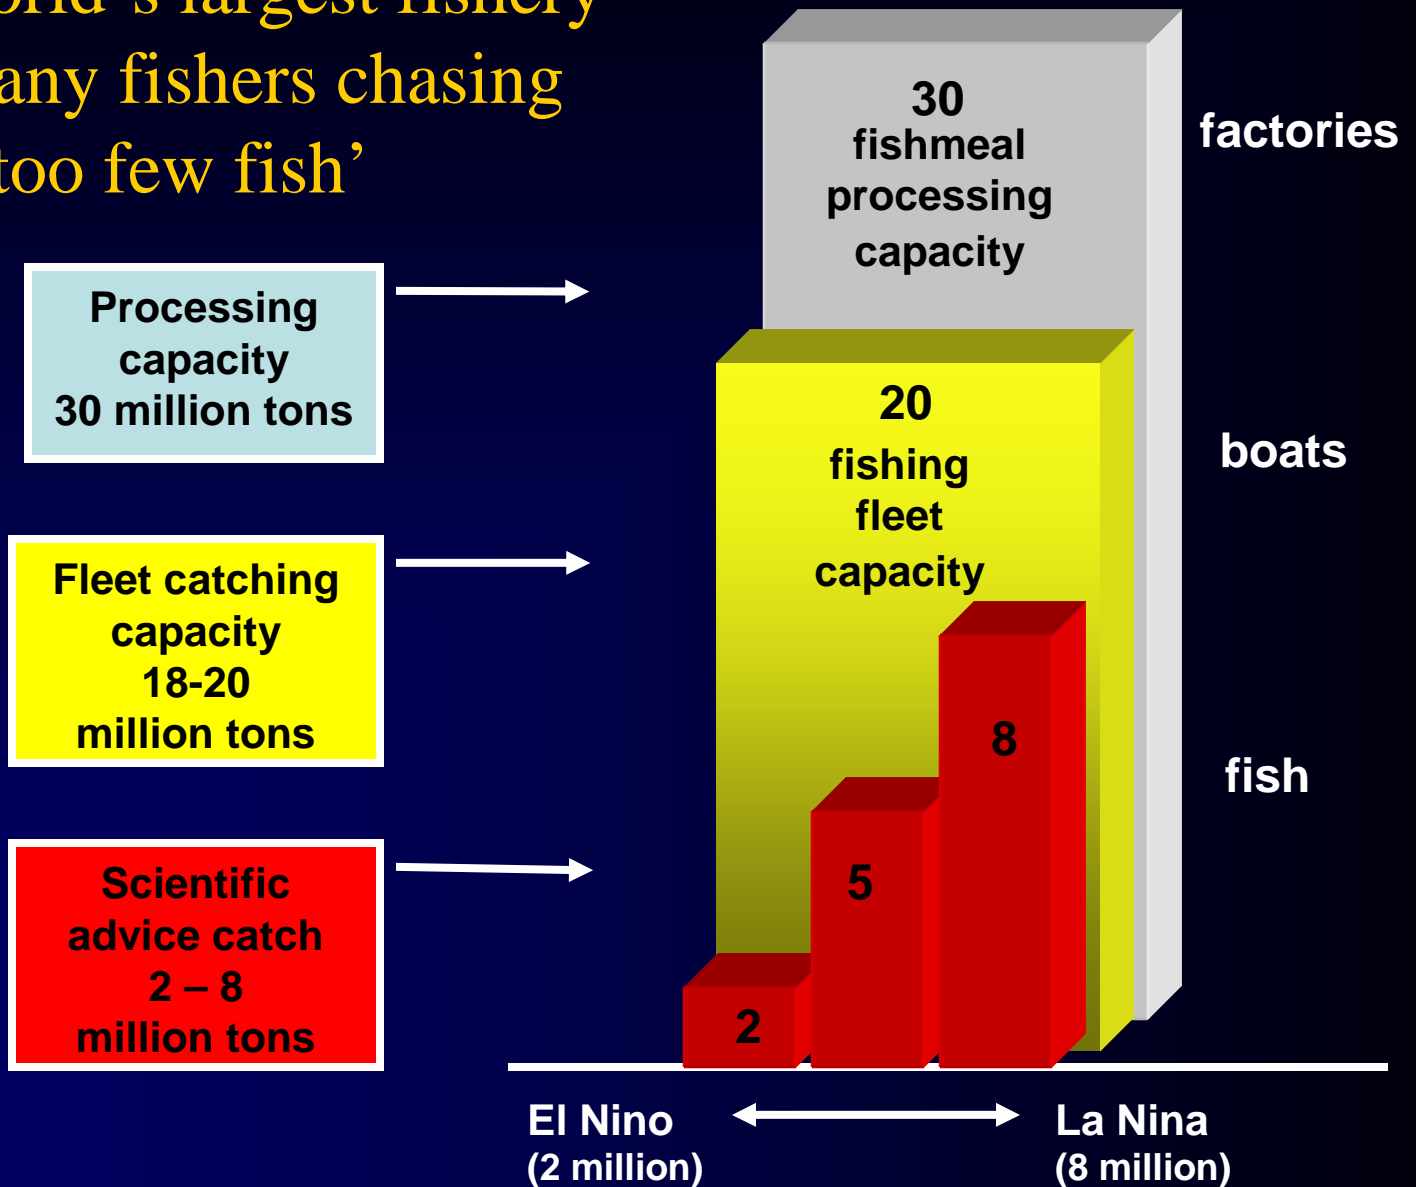 largest fishery
any fishers chasing
too few fish’
30
fishmeal
processing
capacity
factories
Processing
capacity
30 million tons
20
fishing
fleet
capacity
boats
Fleet catching
capacity
18-20
million tons
8
5
2
fish
Scientific
advice catch
2 – 8
million tons
El Nino
(2 million)
La Nina
(8 million)